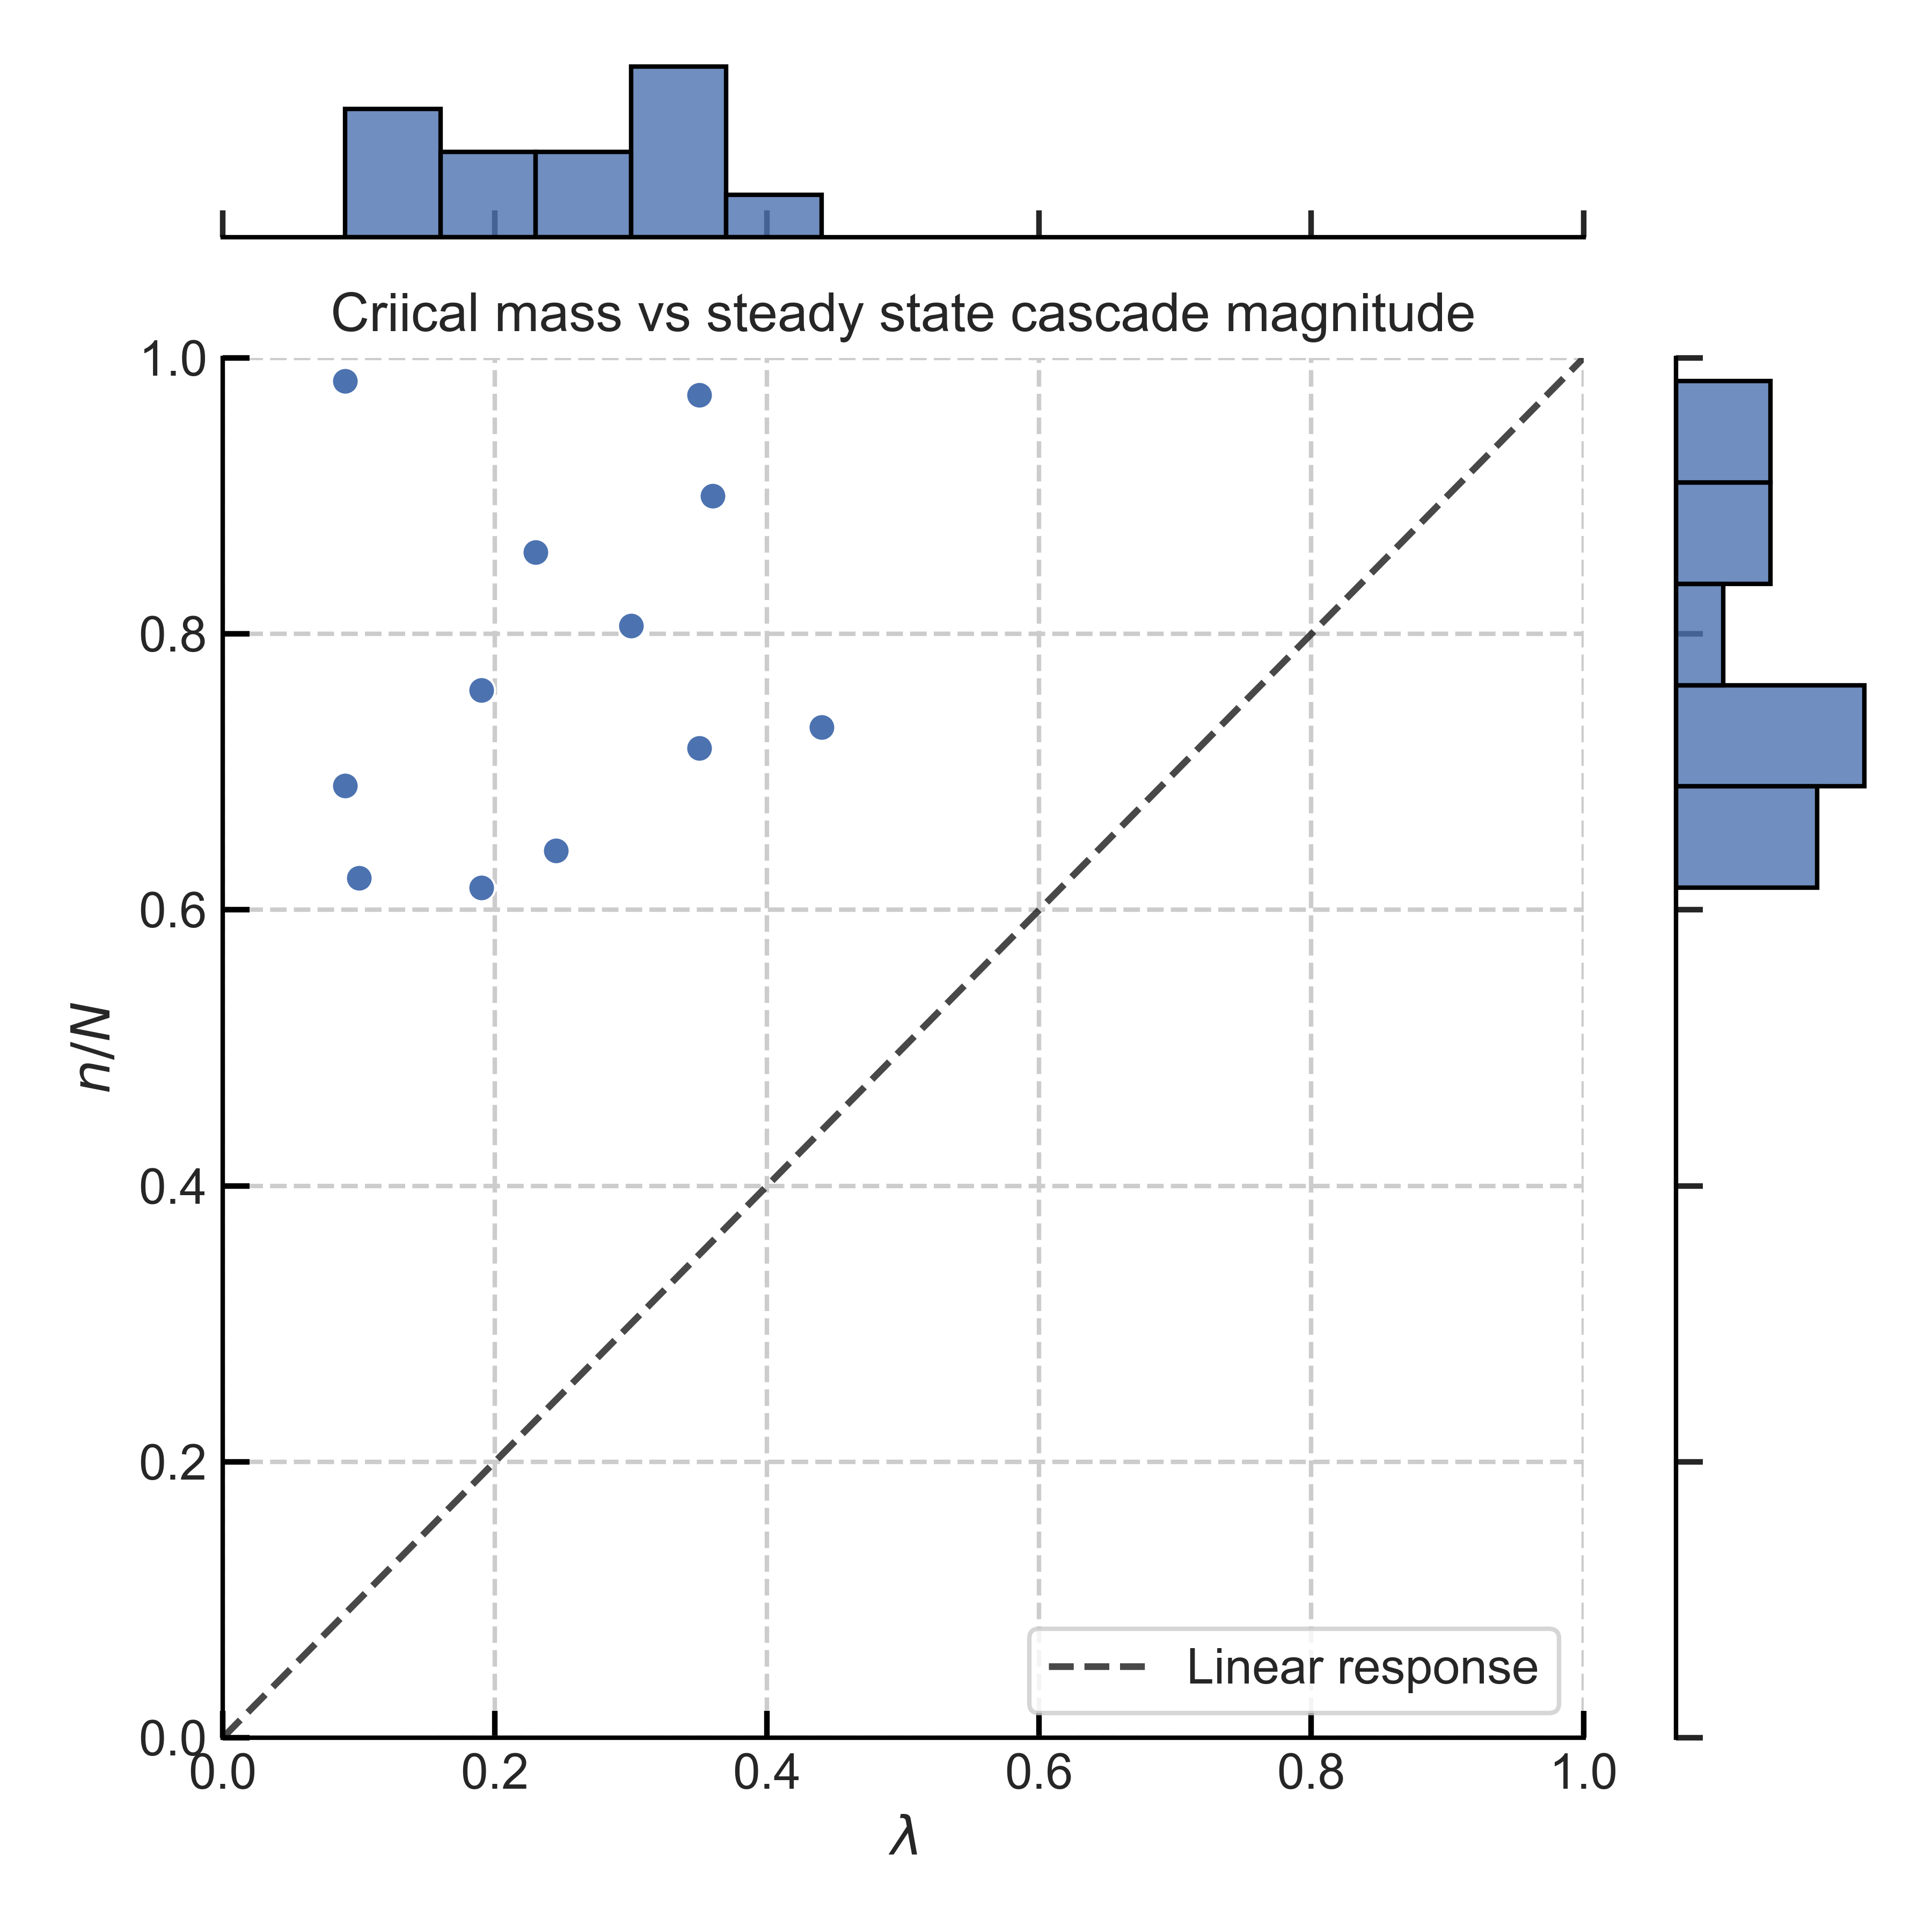 Criical mass vs steady state cascade magnitude
1.0
0.8
0.6
0.4
0.2
0.0
n/N
0.0 0.2 0.4 0.6 0.8 1.0
λ
Linear response